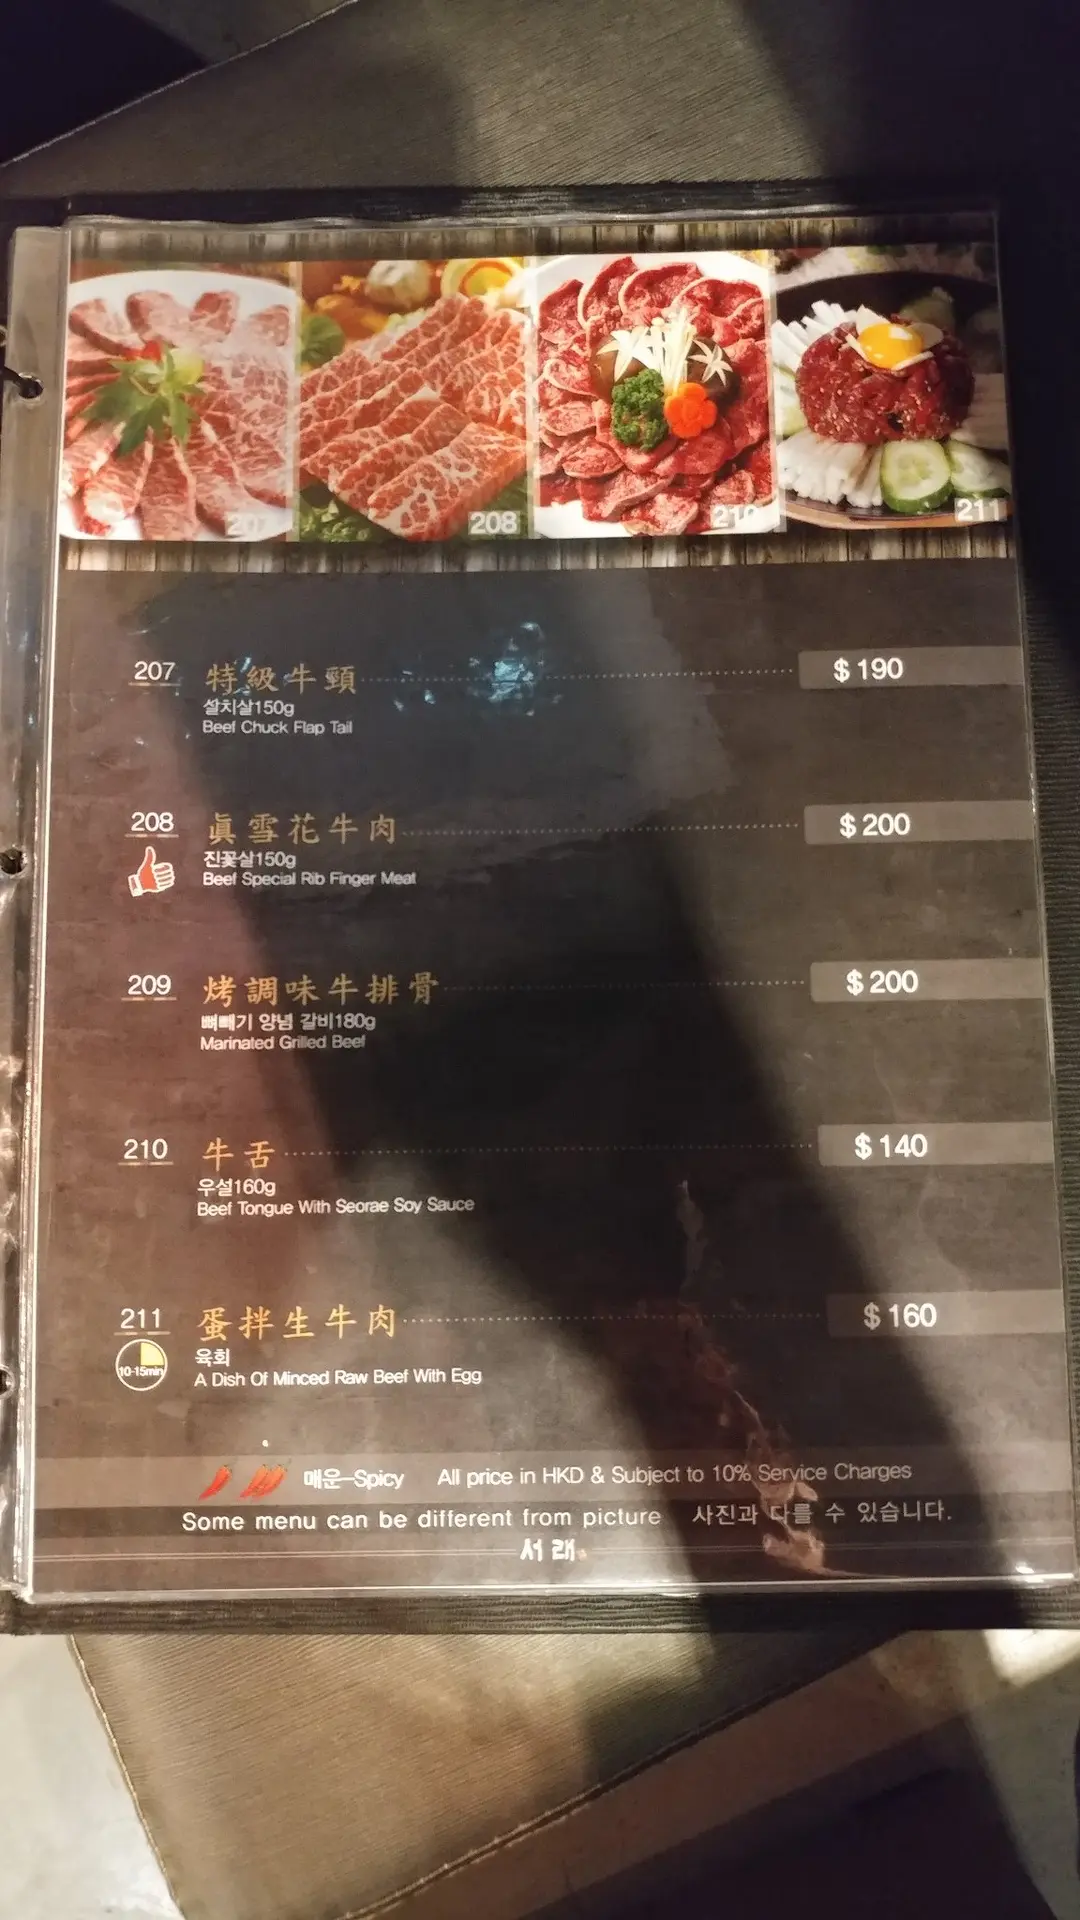 207
208
210
211
207 特級牛頸 $190
설치살150g
Beef Chuck Flap Tail
208 眞雪花牛肉 $200
진꽃살150g
Beef Special Rib Finger Meat
209 烤調味牛排骨 $200
뼈빼기 양념 갈비180g
Marinated Grilled Beef
210 牛舌 $140
우설160g
Beef Tongue With Seorae Soy Sauce
211 蛋拌生牛肉 $160
육회
10-15min
A Dish Of Minced Raw Beef With Egg
매운-Spicy All price in HKD & Subject to 10% Service Charges
Some menu can be different from picture 사진과 다를 수 있습니다.
서래